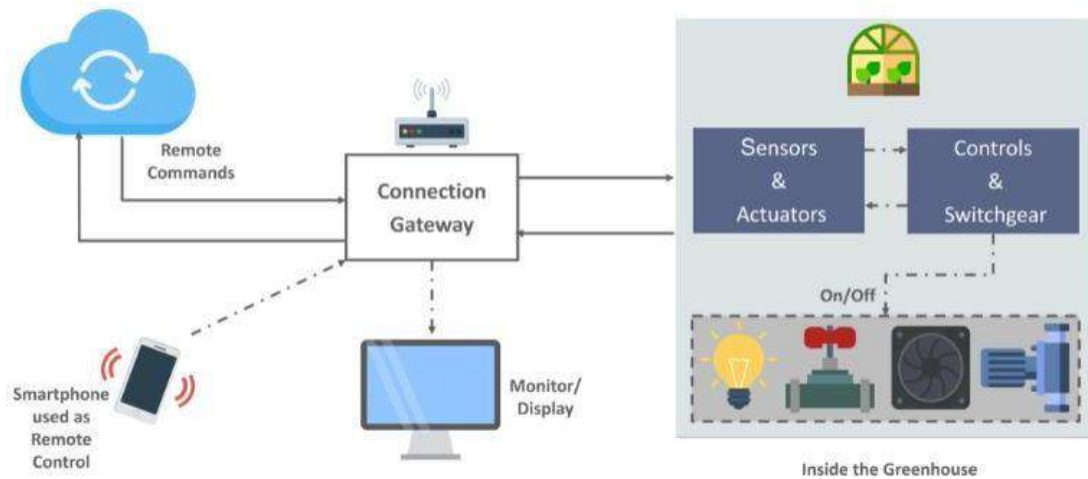 Remote
Commands
Connection
Gateway
Sensors
&
Actuators
Controls
&
Switchgear
On/Off
Smartphone
used as
Remote
Control
Monitor/
Display
Inside the Greenhouse